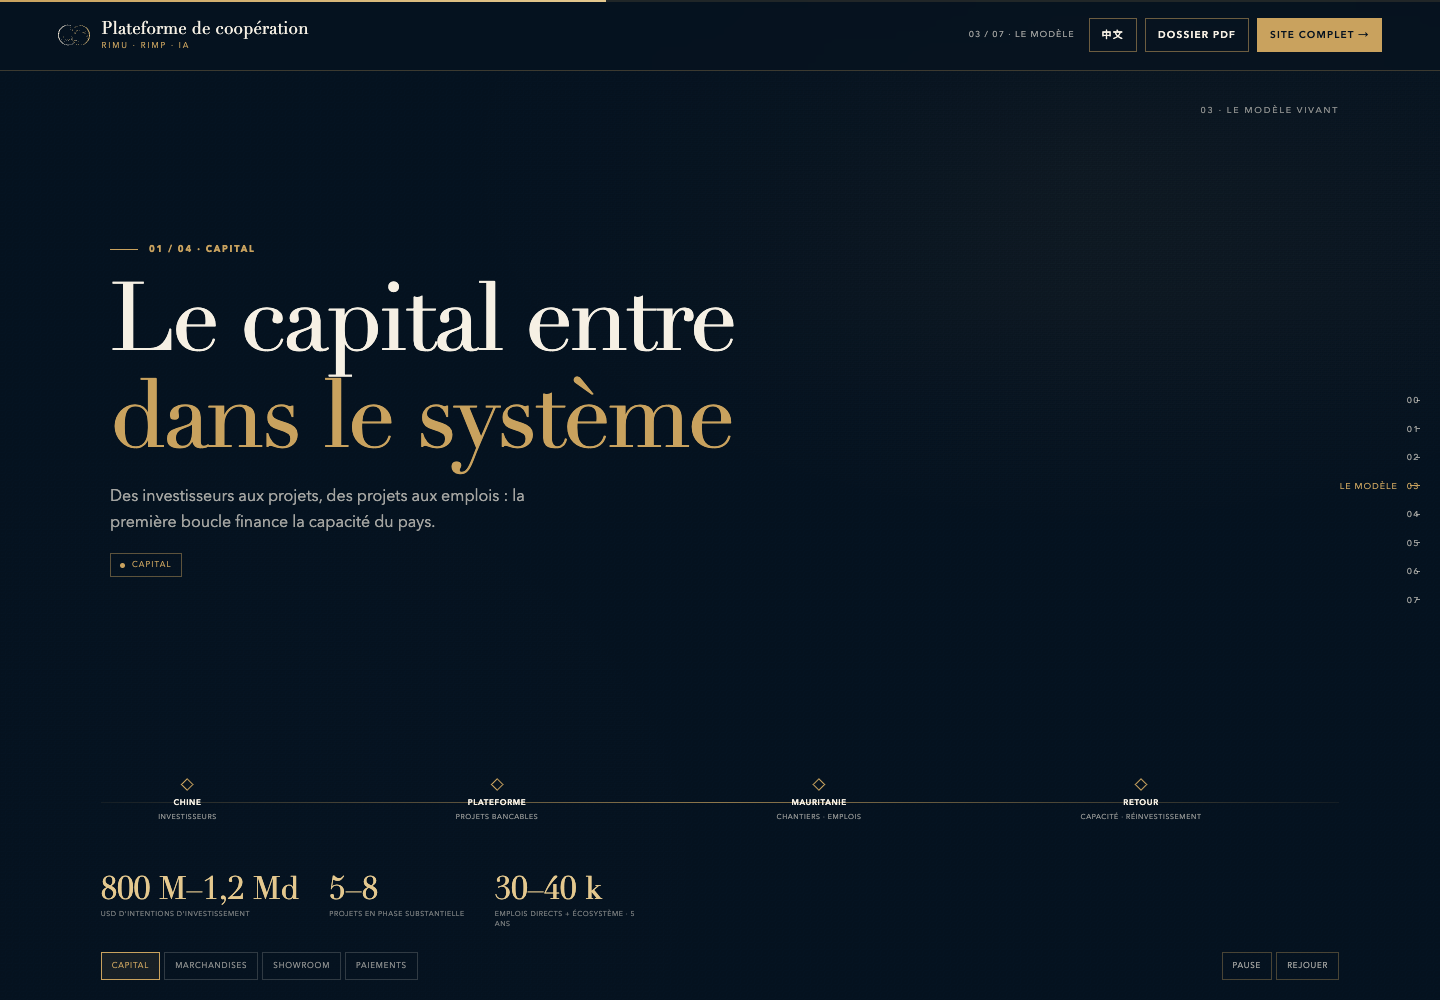 Plateforme de coopération
RIMU · RIMP · IA
03 / 07 · LE MODÈLE
中文
DOSSIER PDF
SITE COMPLET →
03 · LE MODÈLE VIVANT
01 / 04 · CAPITAL
Le capital entre
dans le système
Des investisseurs aux projets, des projets aux emplois : la
première boucle finance la capacité du pays.
CAPITAL
00
01
02
LE MODÈLE 03
04
05
06
07
CHINE
INVESTISSEURS
PLATEFORME
PROJETS BANCABLES
MAURITANIE
CHANTIERS · EMPLOIS
RETOUR
CAPACITÉ · RÉINVESTISSEMENT
800 M–1,2 Md
USD D'INTENTIONS D'INVESTISSEMENT
5–8
PROJETS EN PHASE SUBSTANTIELLE
30–40 k
EMPLOIS DIRECTS + ÉCOSYSTÈME · 5
ANS
CAPITAL
MARCHANDISES
SHOWROOM
PAIEMENTS
PAUSE
REJOUER